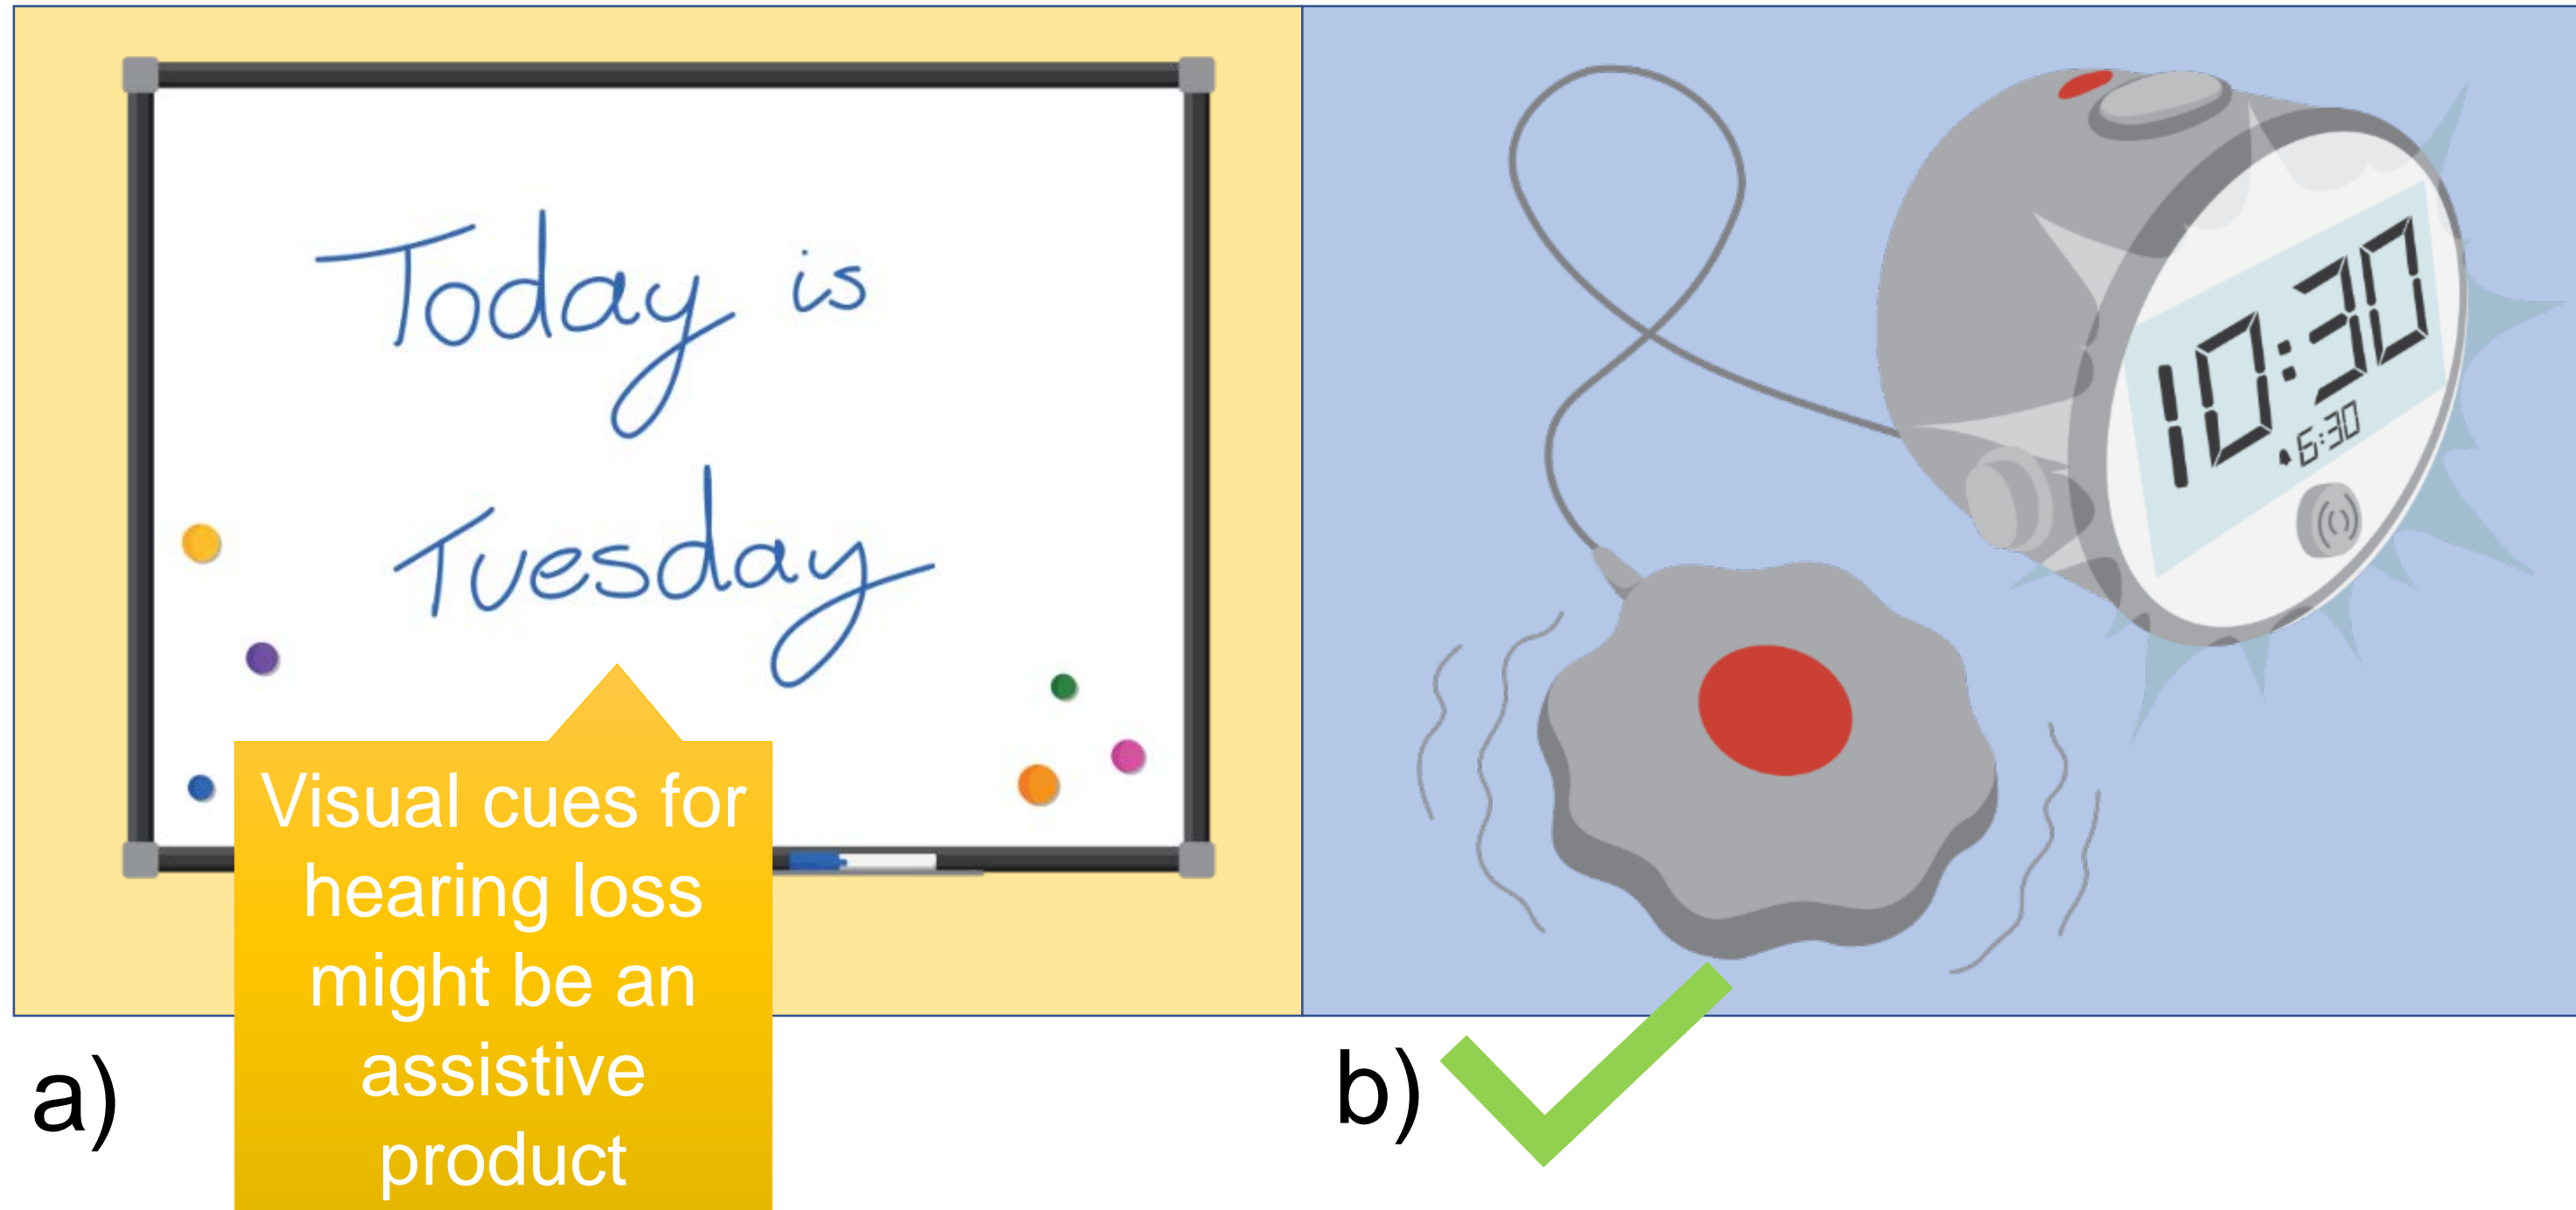 Today is
Tuesday
Visual cues for
hearing loss
might be an
assistive
product
10:30
6:30
a)
b)